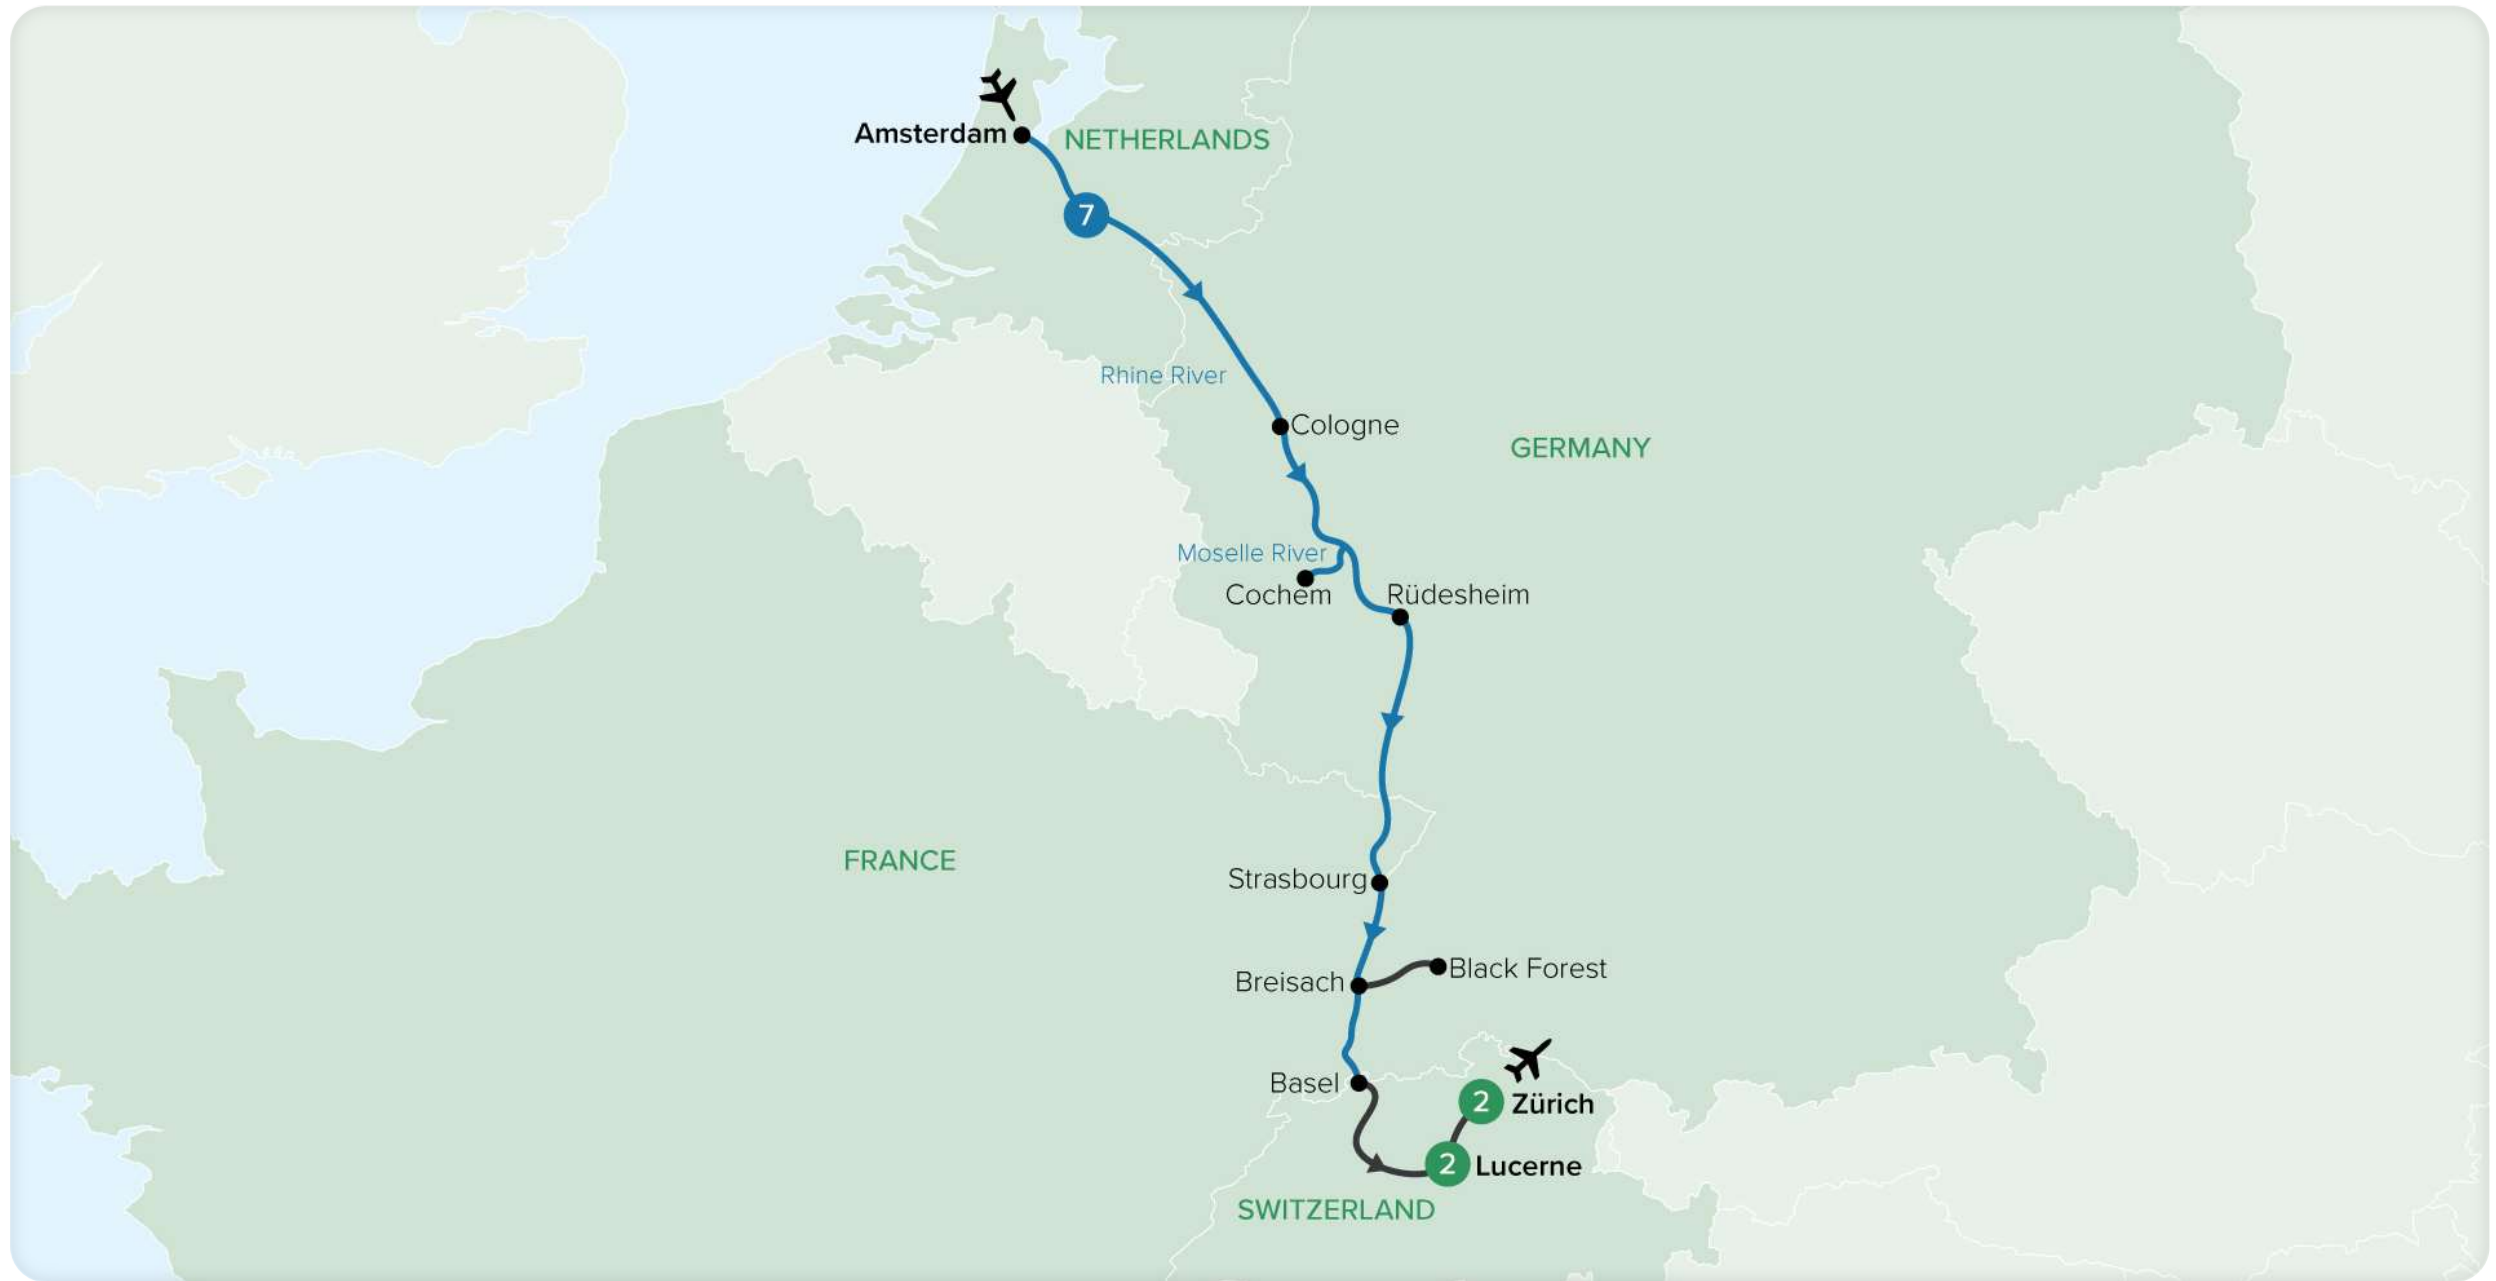 Amsterdam
NETHERLANDS
7
Rhine River
Cologne
GERMANY
Moselle River
Cochem
Rüdesheim
FRANCE
Strasbourg
Breisach
Black Forest
Basel
2
Zürich
2
Lucerne
SWITZERLAND